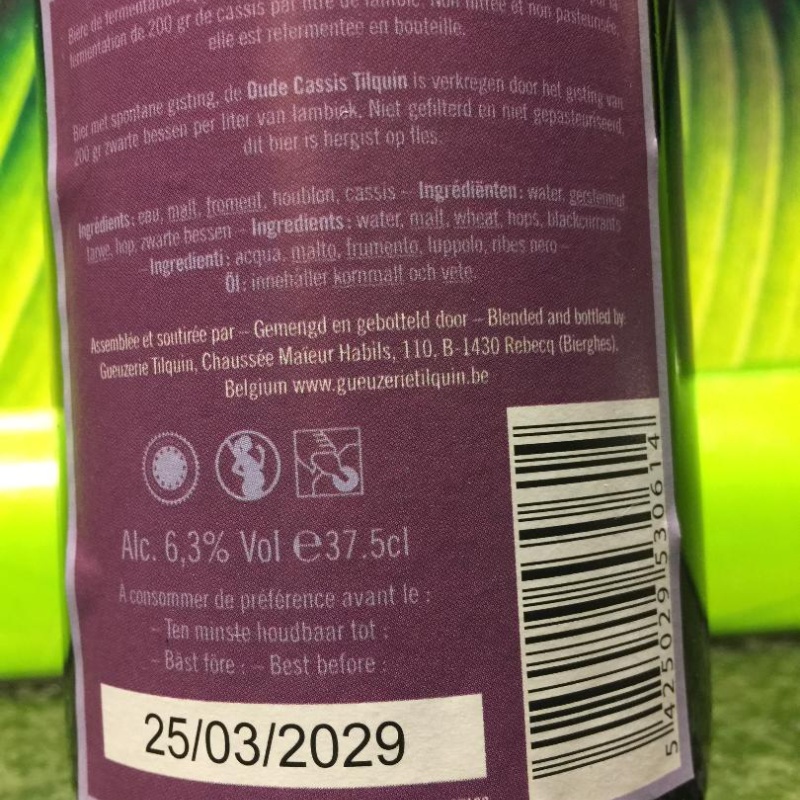 Bière de fermentation
fermentation de 200 gr de cassis par litre de lambic. Non filtrée et non pasteurisée,
elle est refermentée en bouteille.
Bier met spontane gisting, de Oude Cassis Tilquin is verkregen door het gisting van
200 gr zwarte bessen per liter van lambiek. Niet gefilterd en niet gepasteuriseerd,
dit bier is hergist op fles.
Ingrédients: eau, malt, froment, houblon, cassis – Ingrediënten: water, gerstemout
tarwe, hop, zwarte bessen – Ingredients: water, malt, wheat, hops, blackcurrants
– Ingredienti: acqua, malto, frumento, luppolo, ribes nero –
Öl: innehåller kornmalt och vete.
Assemblée et soutirée par – Gemengd en gebotteld door – Blended and bottled by:
Gueuzerie Tilquin, Chaussée Maïeur Habils, 110. B-1430 Rebecq (Bierghes).
Belgium www.gueuzerietilquin.be
Alc. 6,3% Vol ℮37.5cl
A consommer de préférence avant le :
– Ten minste houdbaar tot :
– Bäst före : – Best before :
25/03/2029
5 425029 530614